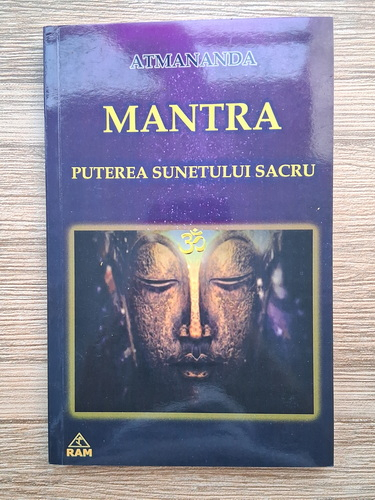 ATMANANDA
MANTRA
PUTEREA SUNETULUI SACRU
ॐ
RAM